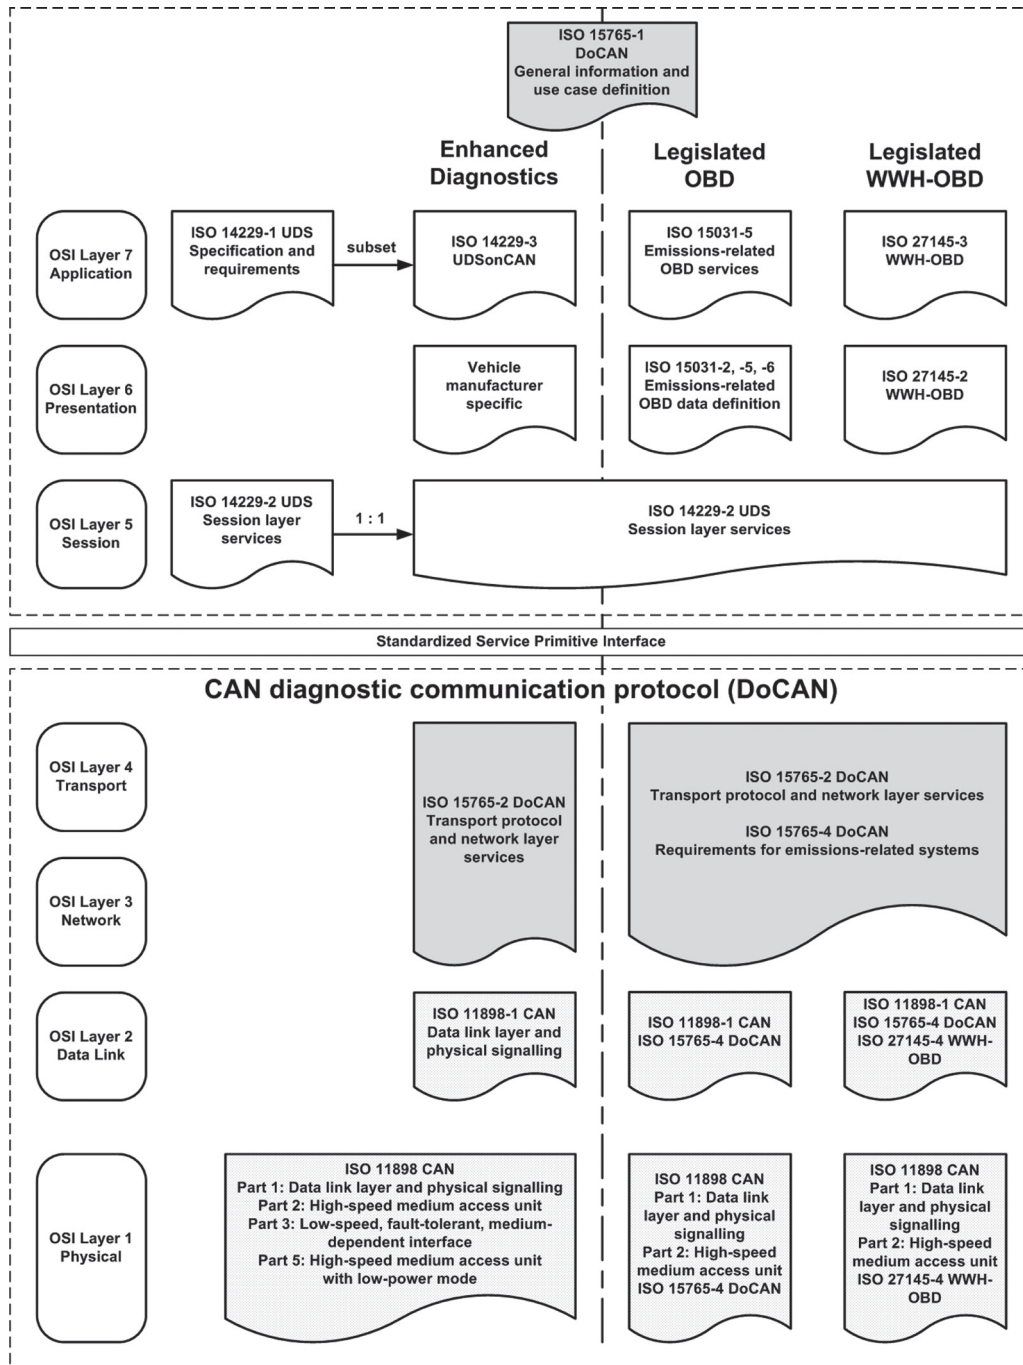 ISO 15765-1
DoCAN
General information and
use case definition
Enhanced
Diagnostics
Legislated
OBD
Legislated
WWH-OBD
OSI Layer 7
Application
ISO 14229-1 UDS
Specification and
requirements
subset
ISO 14229-3
UDSonCAN
ISO 15031-5
Emissions-related
OBD services
ISO 27145-3
WWH-OBD
OSI Layer 6
Presentation
Vehicle
manufacturer
specific
ISO 15031-2, -5, -6
Emissions-related
OBD data definition
ISO 27145-2
WWH-OBD
OSI Layer 5
Session
ISO 14229-2 UDS
Session layer
services
1 : 1
ISO 14229-2 UDS
Session layer services
Standardized Service Primitive Interface
CAN diagnostic communication protocol (DoCAN)
OSI Layer 4
Transport
ISO 15765-2 DoCAN
Transport protocol
and network layer
services
ISO 15765-2 DoCAN
Transport protocol and network layer services
ISO 15765-4 DoCAN
Requirements for emissions-related systems
OSI Layer 3
Network
OSI Layer 2
Data Link
ISO 11898-1 CAN
Data link layer and
physical signalling
ISO 11898-1 CAN
ISO 15765-4 DoCAN
ISO 11898-1 CAN
ISO 15765-4 DoCAN
ISO 27145-4 WWH-
OBD
OSI Layer 1
Physical
ISO 11898 CAN
Part 1: Data link layer and physical signalling
Part 2: High-speed medium access unit
Part 3: Low-speed, fault-tolerant, medium-
dependent interface
Part 5: High-speed medium access unit
with low-power mode
ISO 11898 CAN
Part 1: Data link
layer and physical
signalling
Part 2: High-speed
medium access unit
ISO 15765-4 DoCAN
ISO 11898 CAN
Part 1: Data link
layer and physical
signalling
Part 2: High-speed
medium access unit
ISO 27145-4 WWH-
OBD